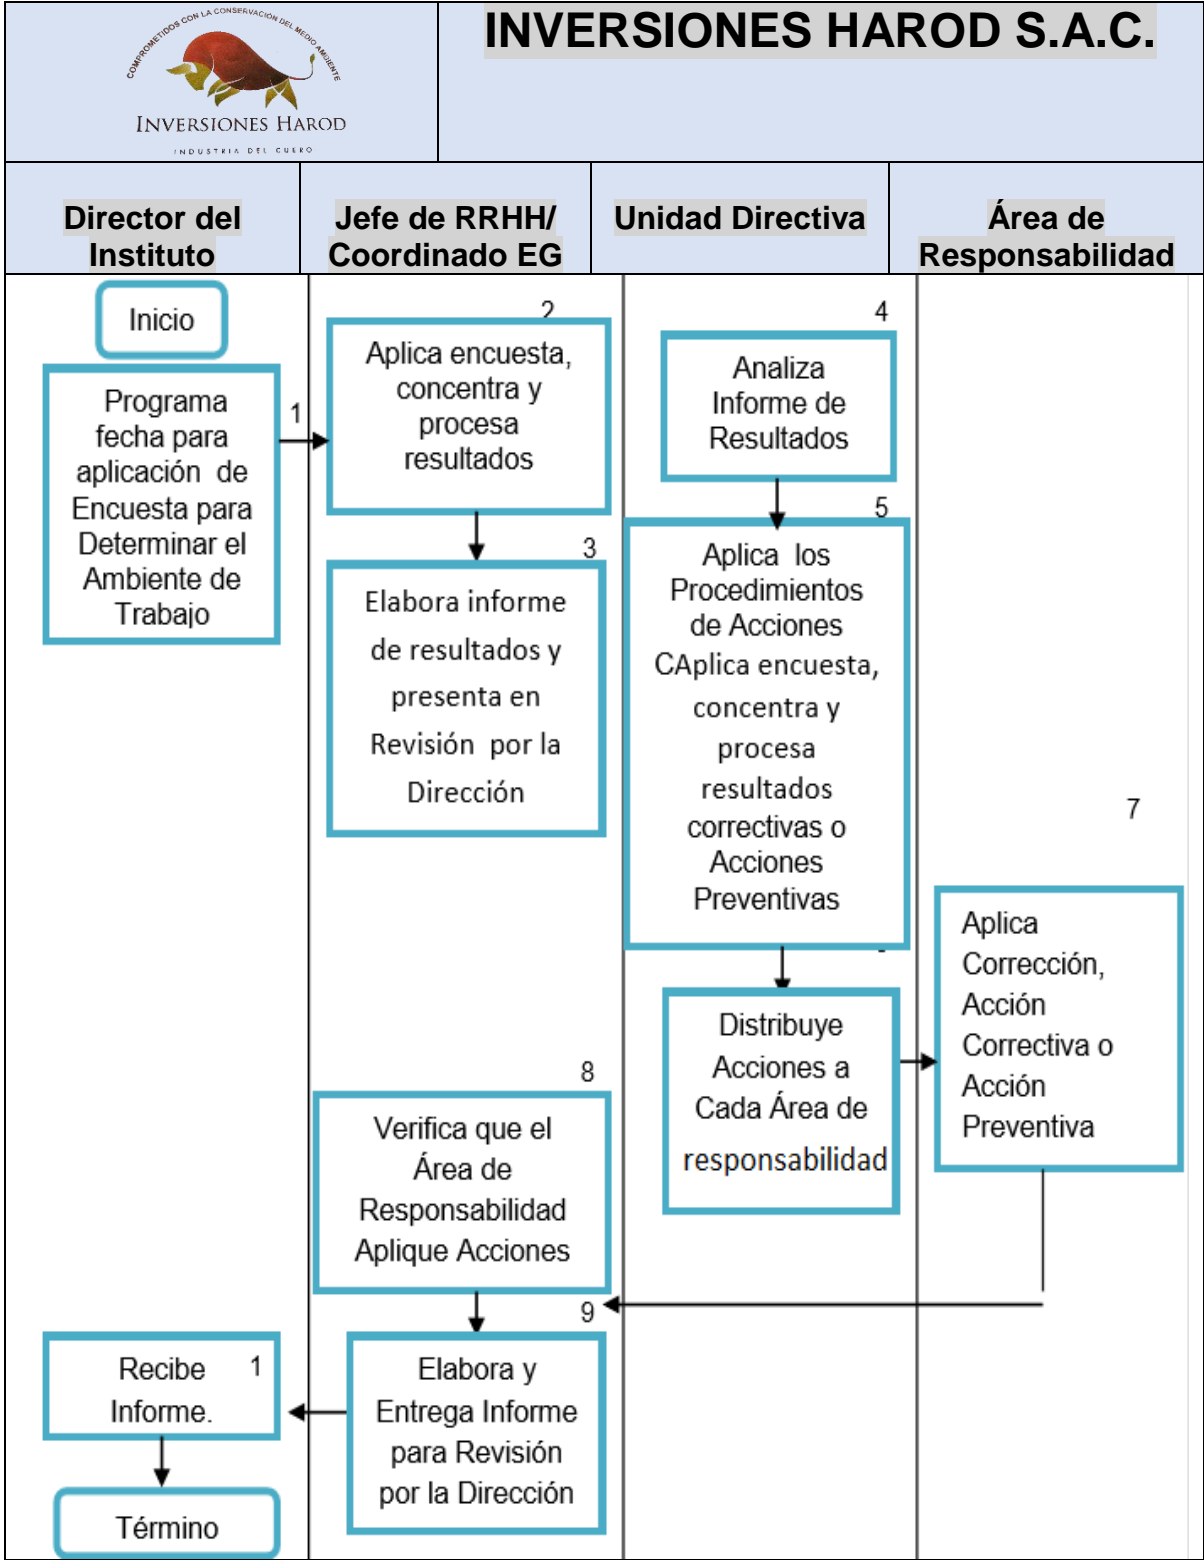 COMPROMETIDOS CON LA CONSERVACIÓN DEL MEDIO AMBIENTE
INVERSIONES HAROD
INDUSTRIA DEL CUERO
INVERSIONES HAROD S.A.C.
Director del
Instituto
Jefe de RRHH/
Coordinado EG
Unidad Directiva
Área de
Responsabilidad
Inicio
Programa
fecha para
aplicación de
Encuesta para
Determinar el
Ambiente de
Trabajo
1
2
Aplica encuesta,
concentra y
procesa
resultados
3
Elabora informe
de resultados y
presenta en
Revisión por la
Dirección
4
Analiza
Informe de
Resultados
5
Aplica los
Procedimientos
de Acciones
CAplica encuesta,
concentra y
procesa
resultados
correctivas o
Acciones
Preventivas
Distribuye
Acciones a
Cada Área de
responsabilidad
7
Aplica
Corrección,
Acción
Correctiva o
Acción
Preventiva
8
Verifica que el
Área de
Responsabilidad
Aplique Acciones
9
Elabora y
Entrega Informe
para Revisión
por la Dirección
Recibe 1
Informe.
Término